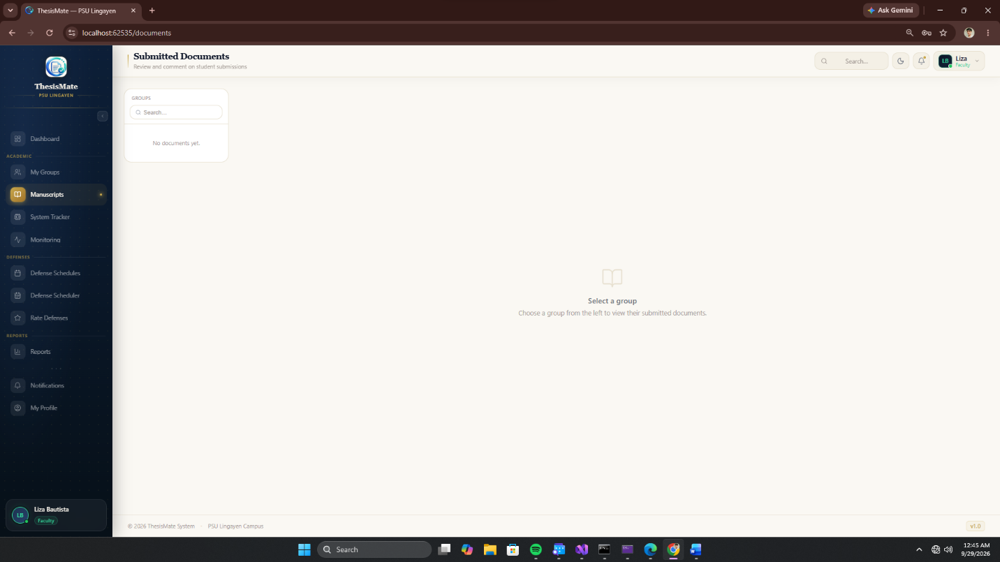 ThesisMate — PSU Lingayen
Ask Gemini
localhost:62535/documents
ThesisMate
PSU LINGAYEN
Dashboard
ACADEMIC
My Groups
Manuscripts
System Tracker
Monitoring
DEFENSES
Defense Schedules
Defense Scheduler
Rate Defenses
REPORTS
Reports
Notifications
My Profile
LB
Liza Bautista
Faculty
Submitted Documents
Review and comment on student submissions
Search...
LB
Liza
Faculty
GROUPS
Search...
No documents yet.
Select a group
Choose a group from the left to view their submitted documents.
© 2026 ThesisMate System · PSU Lingayen Campus
v1.0
Search
12:45 AM
9/29/2026